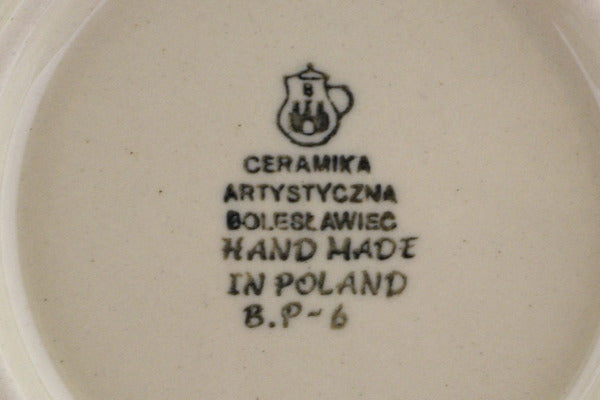 B
CERAMIKA
ARTYSTYCZNA
BOLESŁAWIEC
HAND MADE
IN POLAND
B.P-6